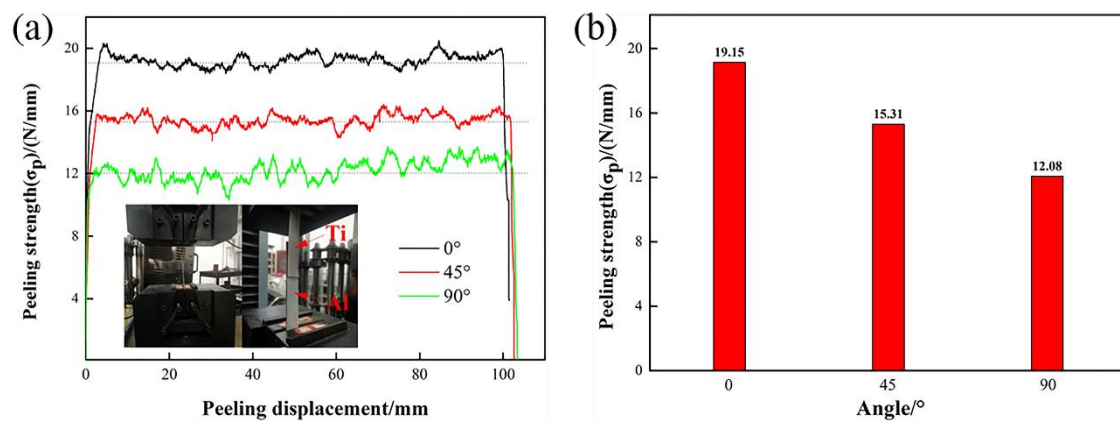 (a)
20
16
12
8
4
Peeling strength(σp)/(N/mm)
Ti
Al
0°
45°
90°
0 20 40 60 80 100
Peeling displacement/mm
(b)
20
16
12
8
4
0
Peeling strength(σp)/(N/mm)
19.15
15.31
12.08
0 45 90
Angle/°